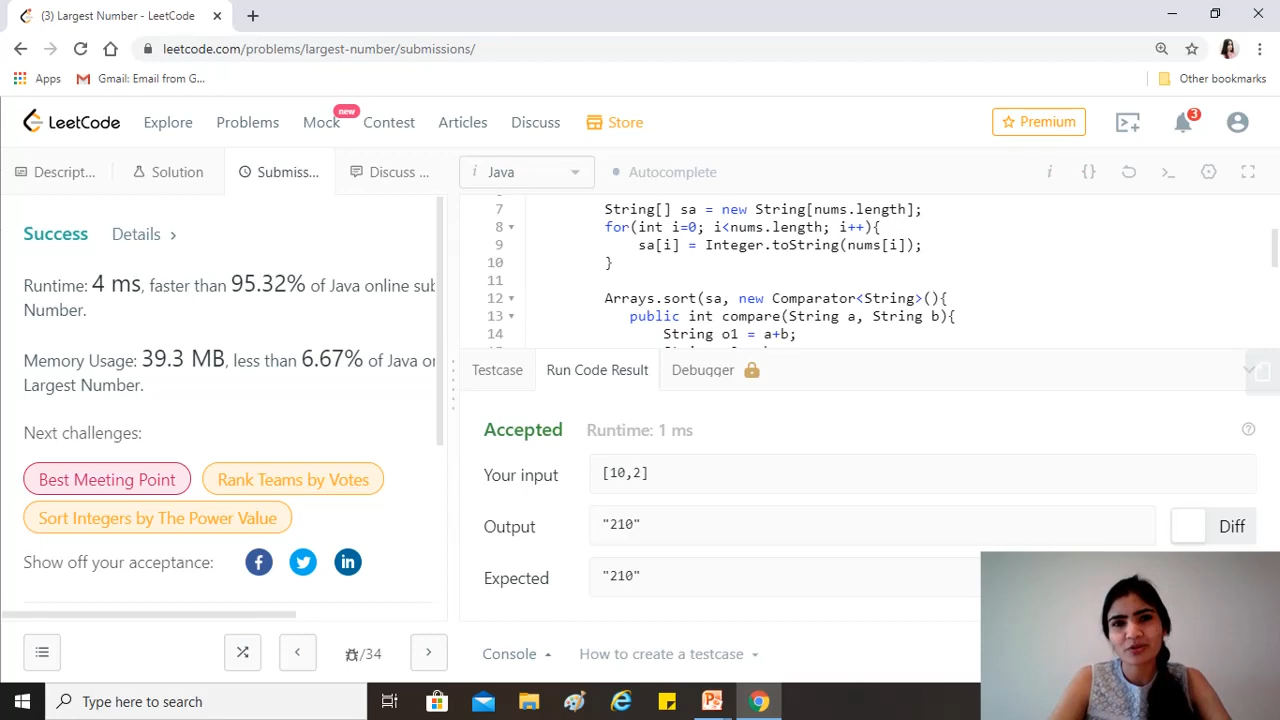 (3) Largest Number - LeetCode
leetcode.com/problems/largest-number/submissions/
Apps
Gmail: Email from G...
Other bookmarks
LeetCode
Explore
Problems
Mock
new
Contest
Articles
Discuss
Store
Premium
3
Descript...
Solution
Submiss...
Discuss ...
i Java
Autocomplete
Success
Details
Runtime: 4 ms, faster than 95.32% of Java online sub
Number.
Memory Usage: 39.3 MB, less than 6.67% of Java o
Largest Number.
Next challenges:
Best Meeting Point
Rank Teams by Votes
Sort Integers by The Power Value
Show off your acceptance:
/34
7 String[] sa = new String[nums.length];
8 for(int i=0; i<nums.length; i++){
9 sa[i] = Integer.toString(nums[i]);
10 }
11
12 Arrays.sort(sa, new Comparator<String>(){
13 public int compare(String a, String b){
14 String o1 = a+b;
Testcase
Run Code Result
Debugger
Accepted
Runtime: 1 ms
Your input
[10,2]
Output
"210"
Diff
Expected
"210"
Console
How to create a testcase
Type here to search